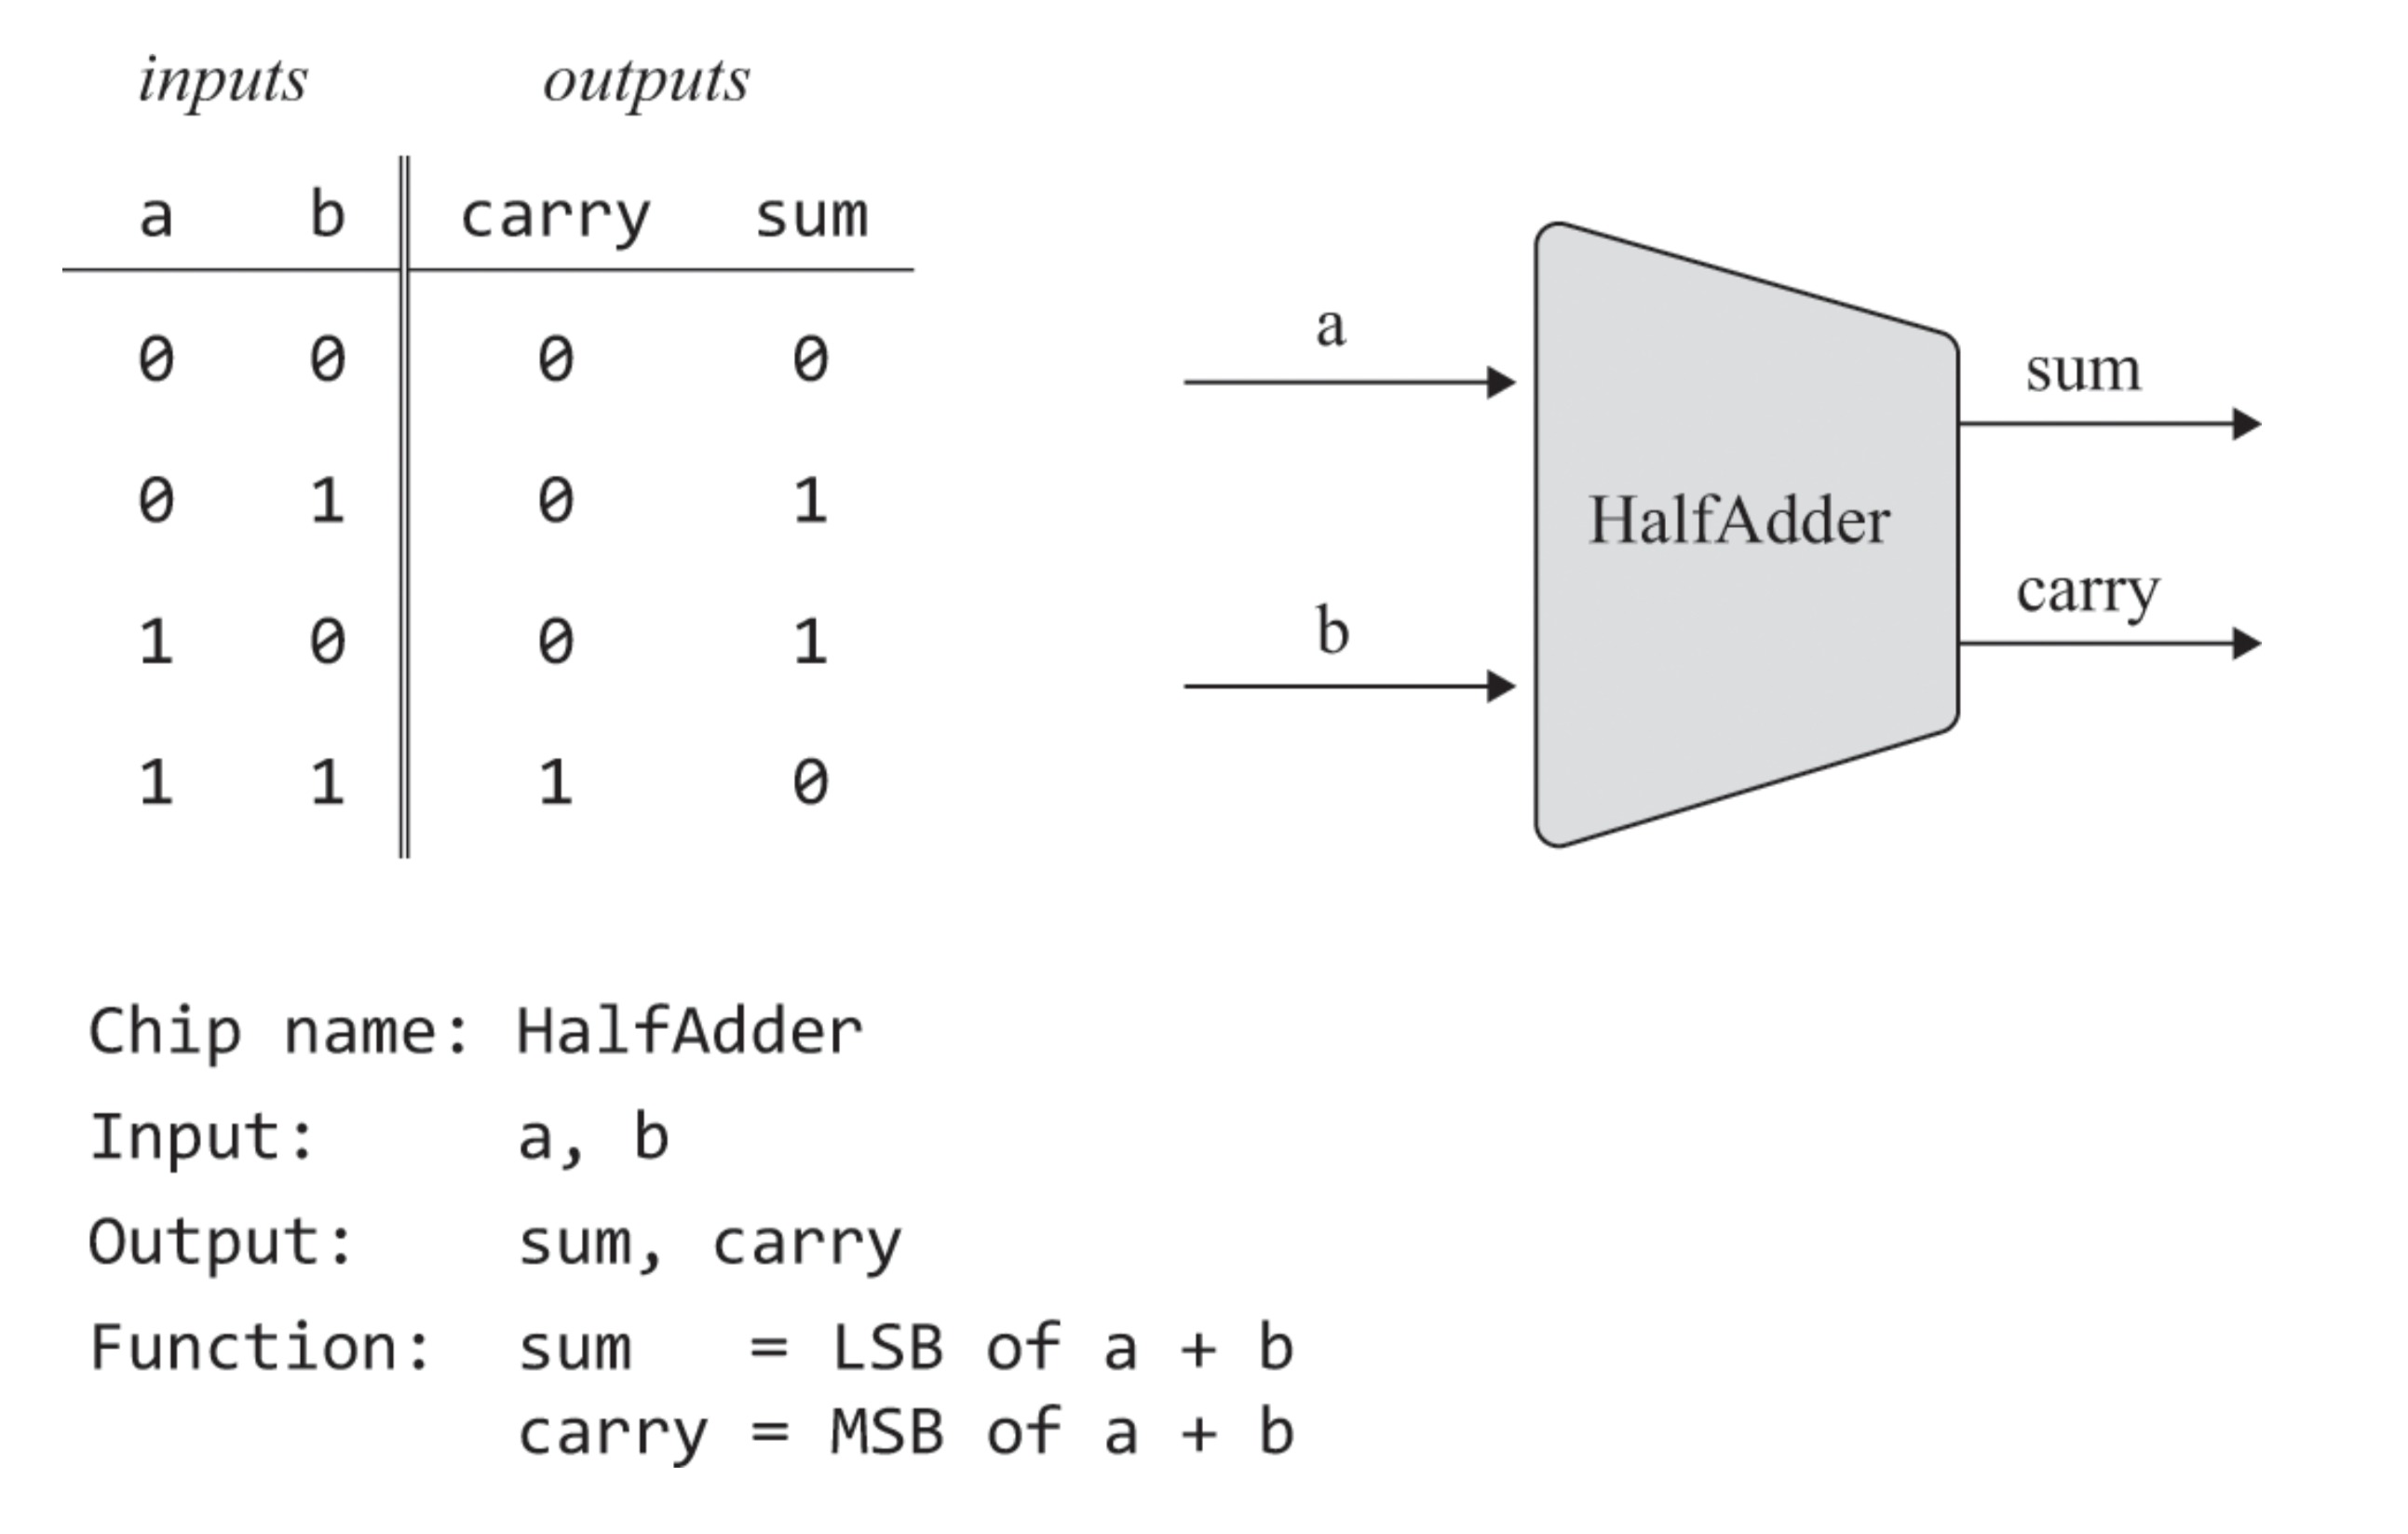 inputs outputs
a b carry sum
0 0 0 0
0 1 0 1
1 0 0 1
1 1 1 0
a
b
HalfAdder
sum
carry
Chip name: HalfAdder
Input: a, b
Output: sum, carry
Function: sum = LSB of a + b
carry = MSB of a + b